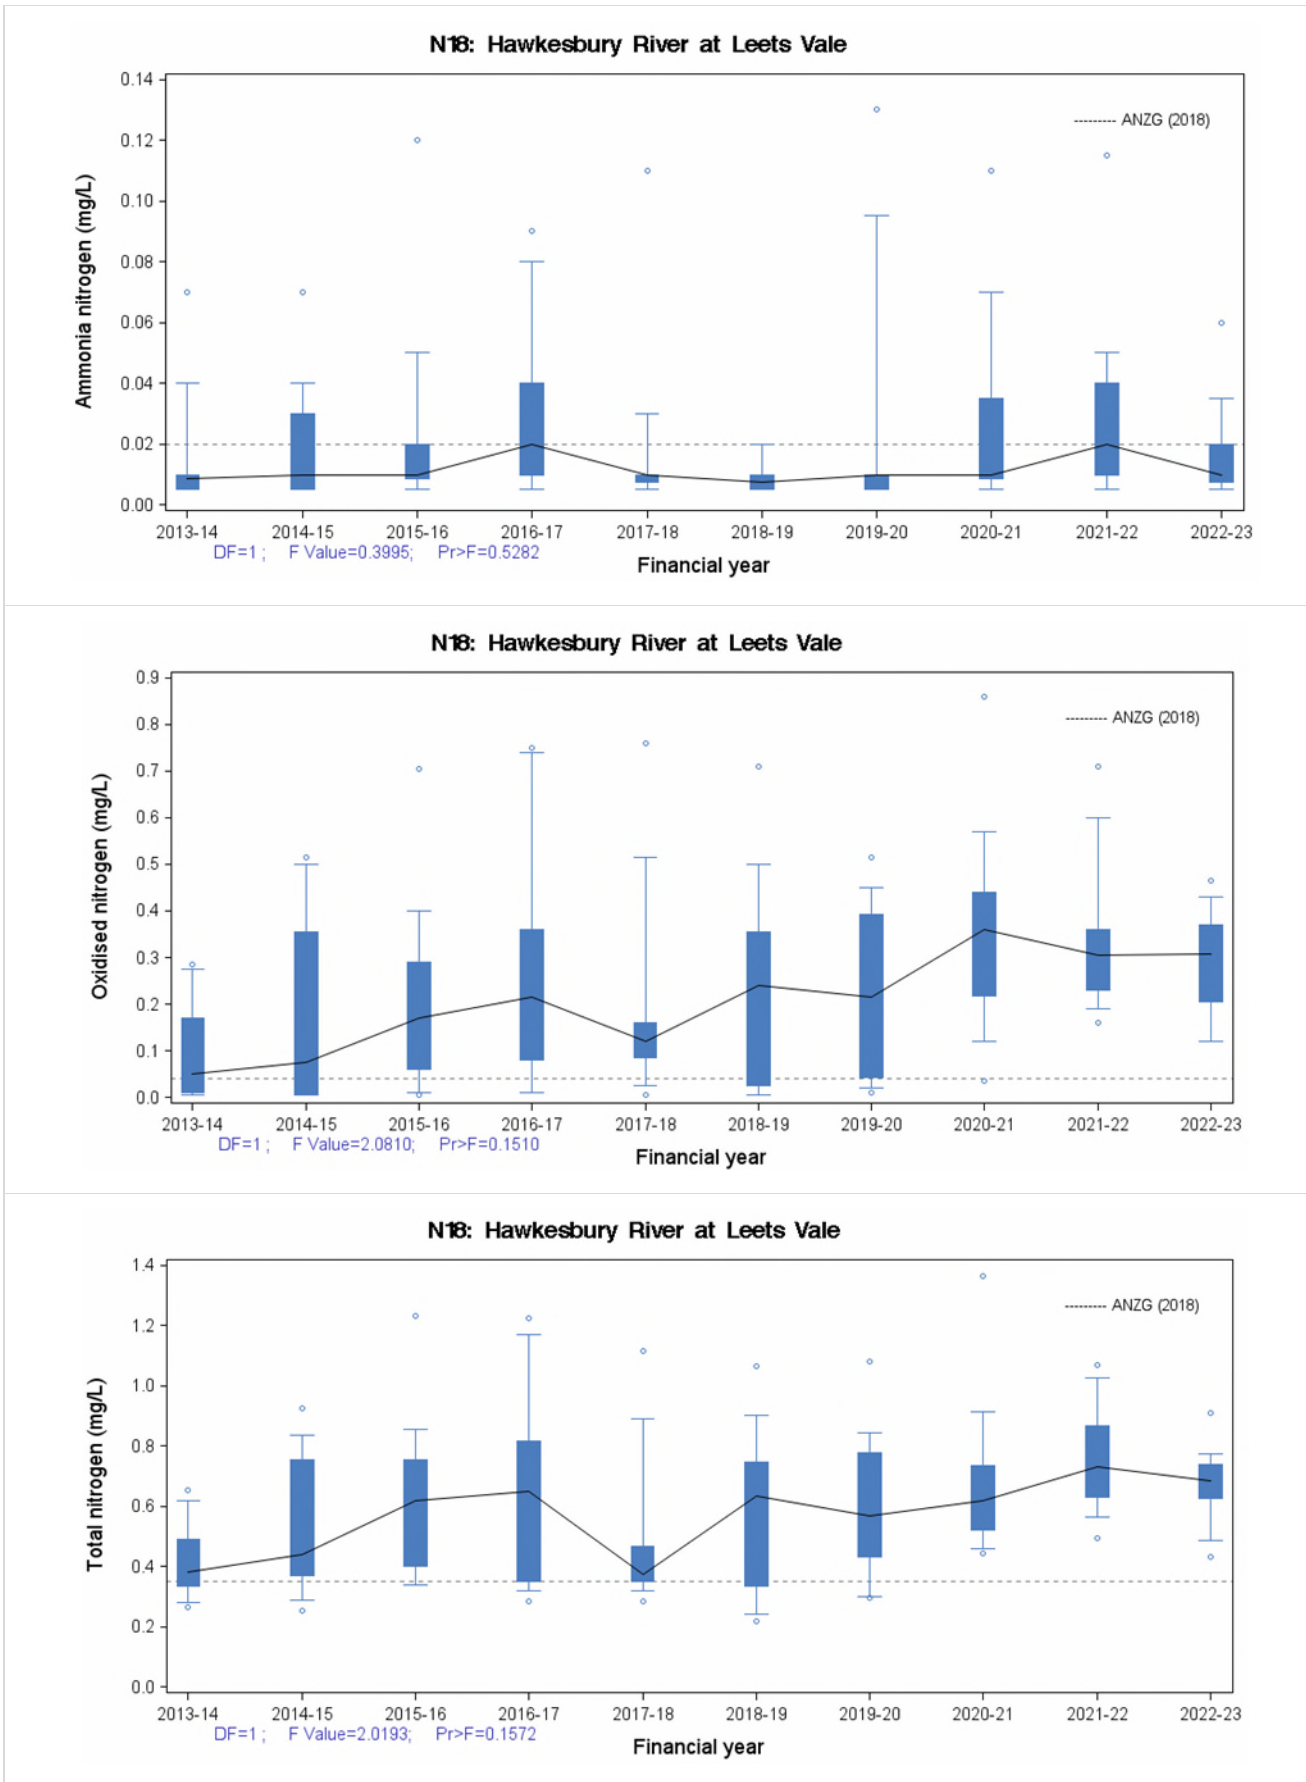 N18: Hawkesbury River at Leets Vale
0.14
0.12
0.10
0.08
0.06
0.04
0.02
0.00
Ammonia nitrogen (mg/L)
ANZG (2018)
2013-14 2014-15 2015-16 2016-17 2017-18 2018-19 2019-20 2020-21 2021-22 2022-23
DF=1 ; F Value=0.3995; Pr>F=0.5282
Financial year
N18: Hawkesbury River at Leets Vale
0.9
0.8
0.7
0.6
0.5
0.4
0.3
0.2
0.1
0.0
Oxidised nitrogen (mg/L)
ANZG (2018)
2013-14 2014-15 2015-16 2016-17 2017-18 2018-19 2019-20 2020-21 2021-22 2022-23
DF=1 ; F Value=2.0810; Pr>F=0.1510
Financial year
N18: Hawkesbury River at Leets Vale
1.4
1.2
1.0
0.8
0.6
0.4
0.2
0.0
Total nitrogen (mg/L)
ANZG (2018)
2013-14 2014-15 2015-16 2016-17 2017-18 2018-19 2019-20 2020-21 2021-22 2022-23
DF=1 ; F Value=2.0193; Pr>F=0.1572
Financial year